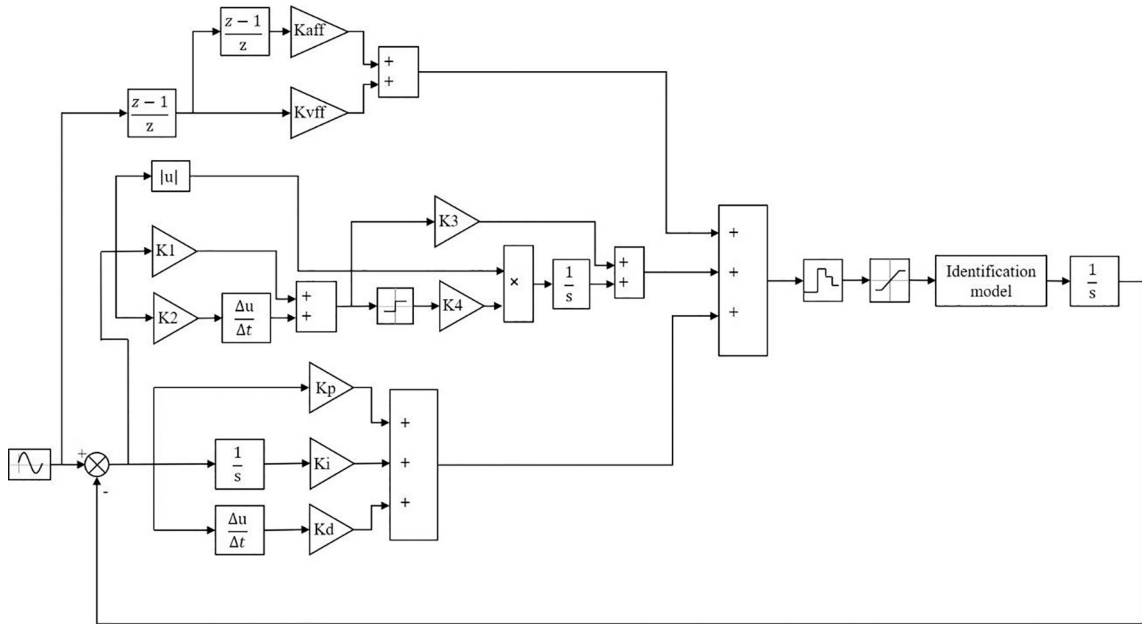 z−1
z
Kaff
+
+
z−1
z
Kvff
|u|
K1
K2
Δu
Δt
+
+
K3
K4
×
1
s
+
+
+
+
+
Identification
model
1
s
Kp
+
-
1
s
Ki
Δu
Δt
Kd
+
+
+